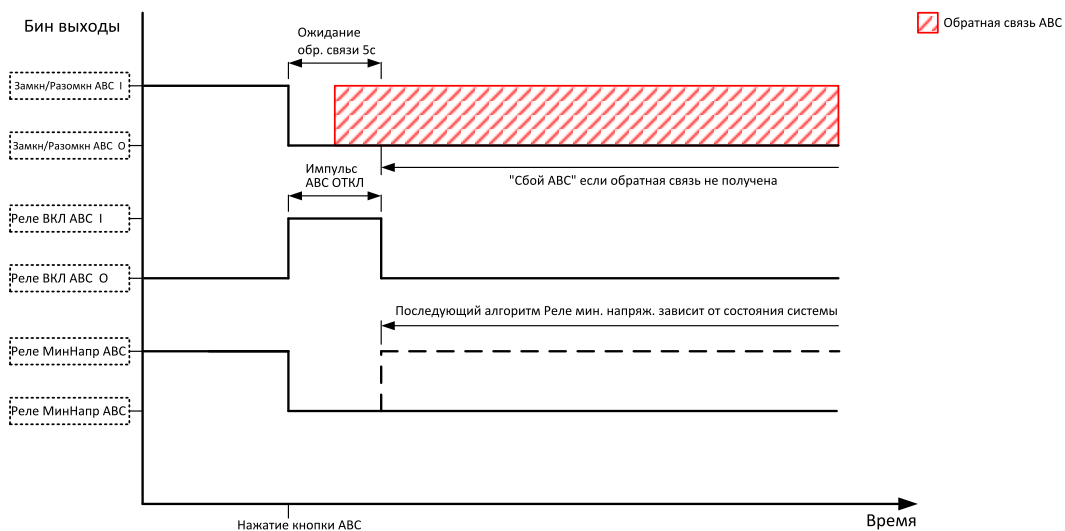 Бин выходы
Обратная связь АВС
Ожидание
обр. связи 5с
Замкн/Разомкн АВС I
Замкн/Разомкн АВС О
Импульс
АВС ОТКЛ
"Сбой АВС" если обратная связь не получена
Реле ВКЛ АВС I
Реле ВКЛ АВС О
Последующий алгоритм Реле мин. напряж. зависит от состояния системы
Реле МинНапр АВС
Реле МинНапр АВС
Время
Нажатие кнопки АВС